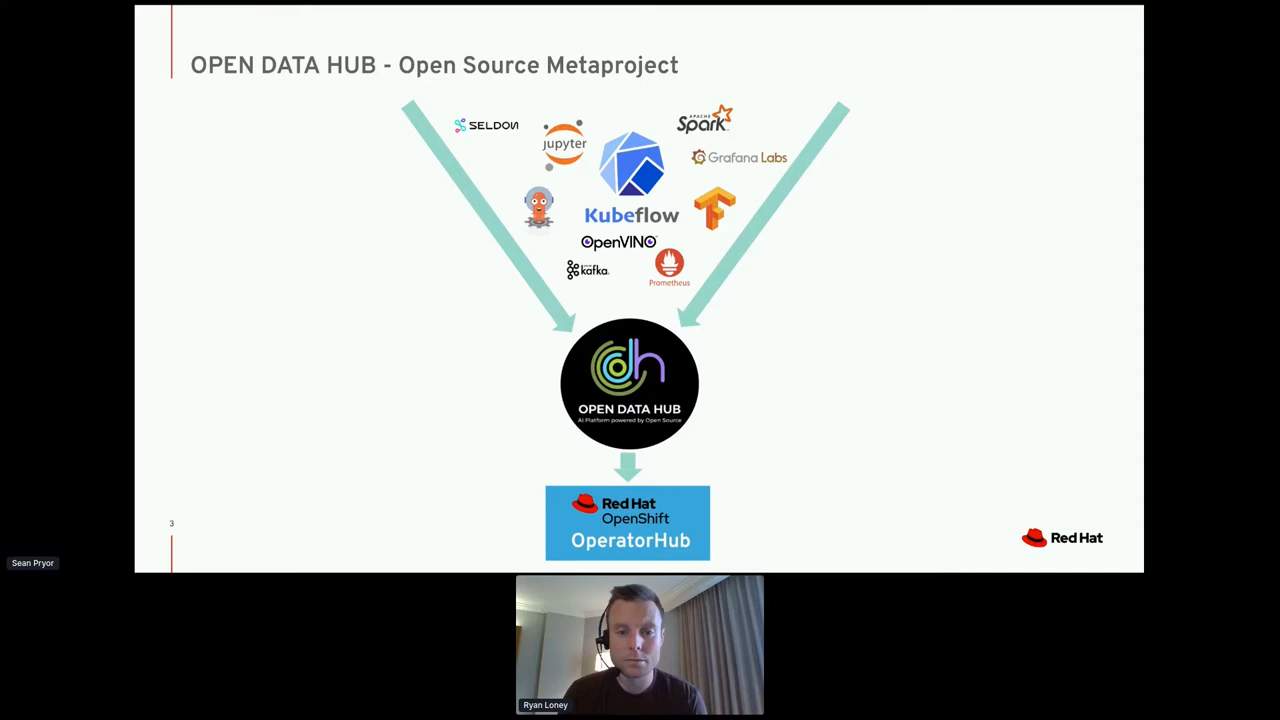 OPEN DATA HUB - Open Source Metaproject
SELDON
jupyter
APACHE
Spark
Grafana Labs
Kubeflow
OpenVINO
kafka
Prometheus
OPEN DATA HUB
AI Platform powered by Open Source
Red Hat
OpenShift
OperatorHub
3
Red Hat
Sean Pryor
Ryan Loney